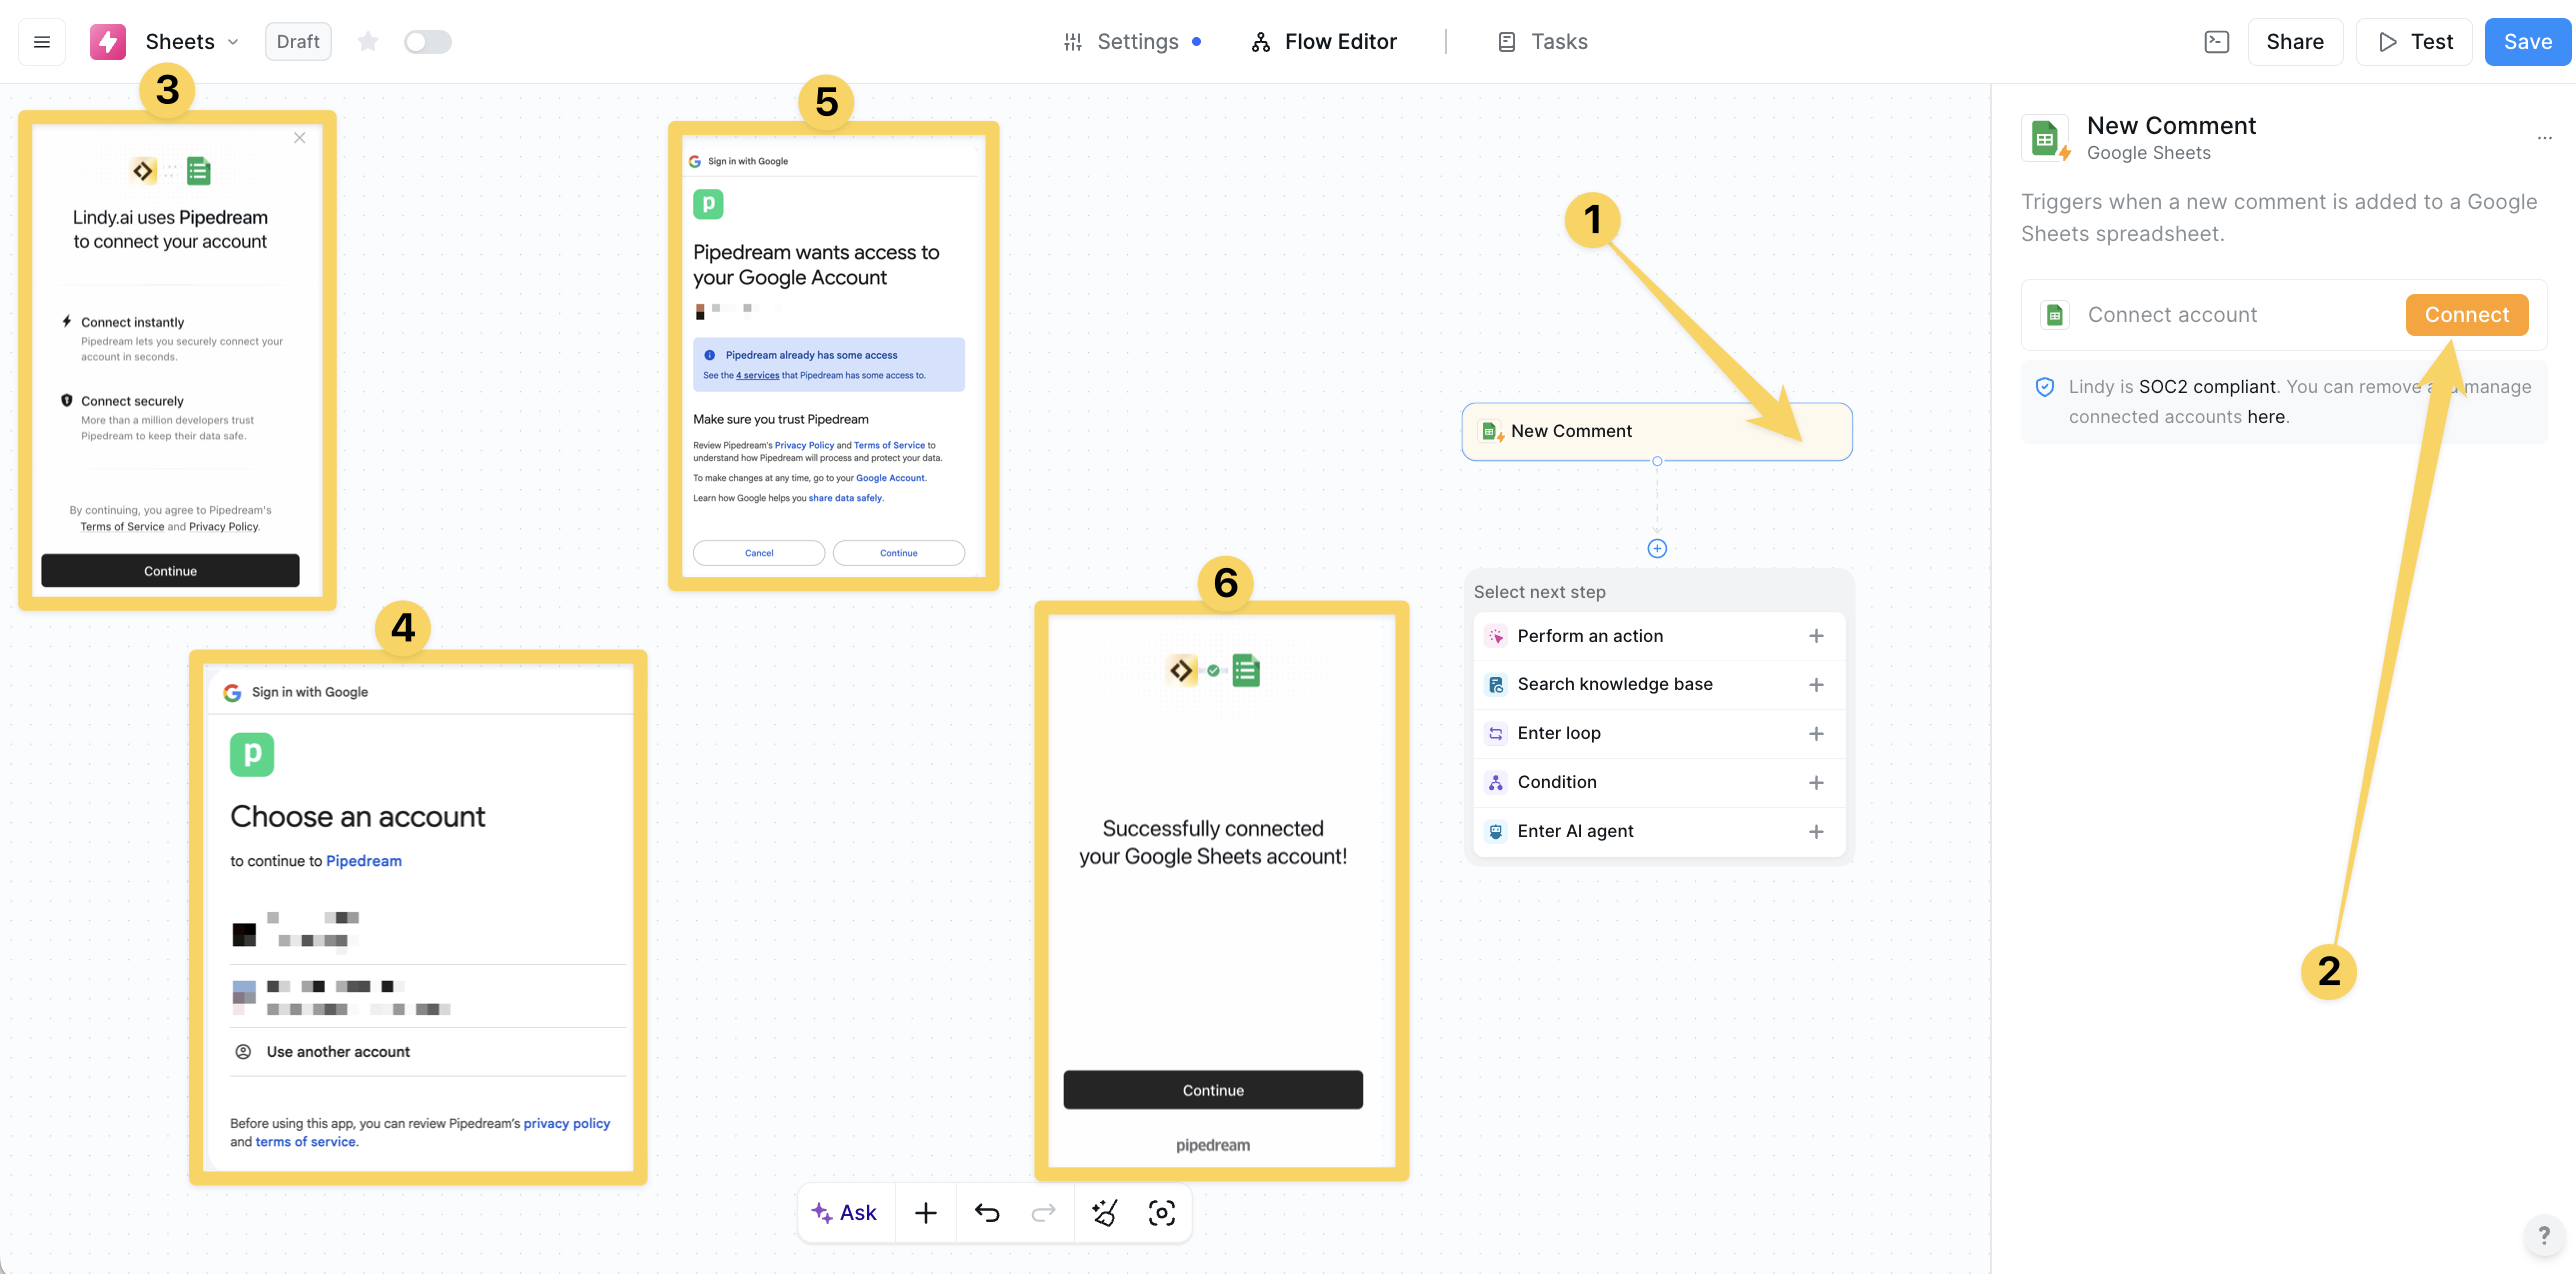 Sheets
Draft
Settings
Flow Editor
Tasks
Share
Test
Save
3
Lindy.ai uses Pipedream
to connect your account
Connect instantly
Pipedream lets you securely connect your
account in seconds.
Connect securely
More than a million developers trust
Pipedream to keep their data safe.
By continuing, you agree to Pipedream's
Terms of Service and Privacy Policy.
Continue
4
Sign in with Google
p
Choose an account
to continue to Pipedream
Use another account
Before using this app, you can review Pipedream's privacy policy
and terms of service.
5
Sign in with Google
p
Pipedream wants access to
your Google Account
Pipedream already has some access
See the 4 services that Pipedream has some access to.
Make sure you trust Pipedream
Review Pipedream's Privacy Policy and Terms of Service to
understand how Pipedream will process and protect your data.
To make changes at any time, go to your Google Account.
Learn how Google helps you share data safely.
Cancel
Continue
6
Successfully connected
your Google Sheets account!
Continue
pipedream
1
New Comment
Select next step
Perform an action
Search knowledge base
Enter loop
Condition
Enter AI agent
Ask
New Comment
Google Sheets
Triggers when a new comment is added to a Google
Sheets spreadsheet.
Connect account
Connect
Lindy is SOC2 compliant. You can remove and manage
connected accounts here.
2
?